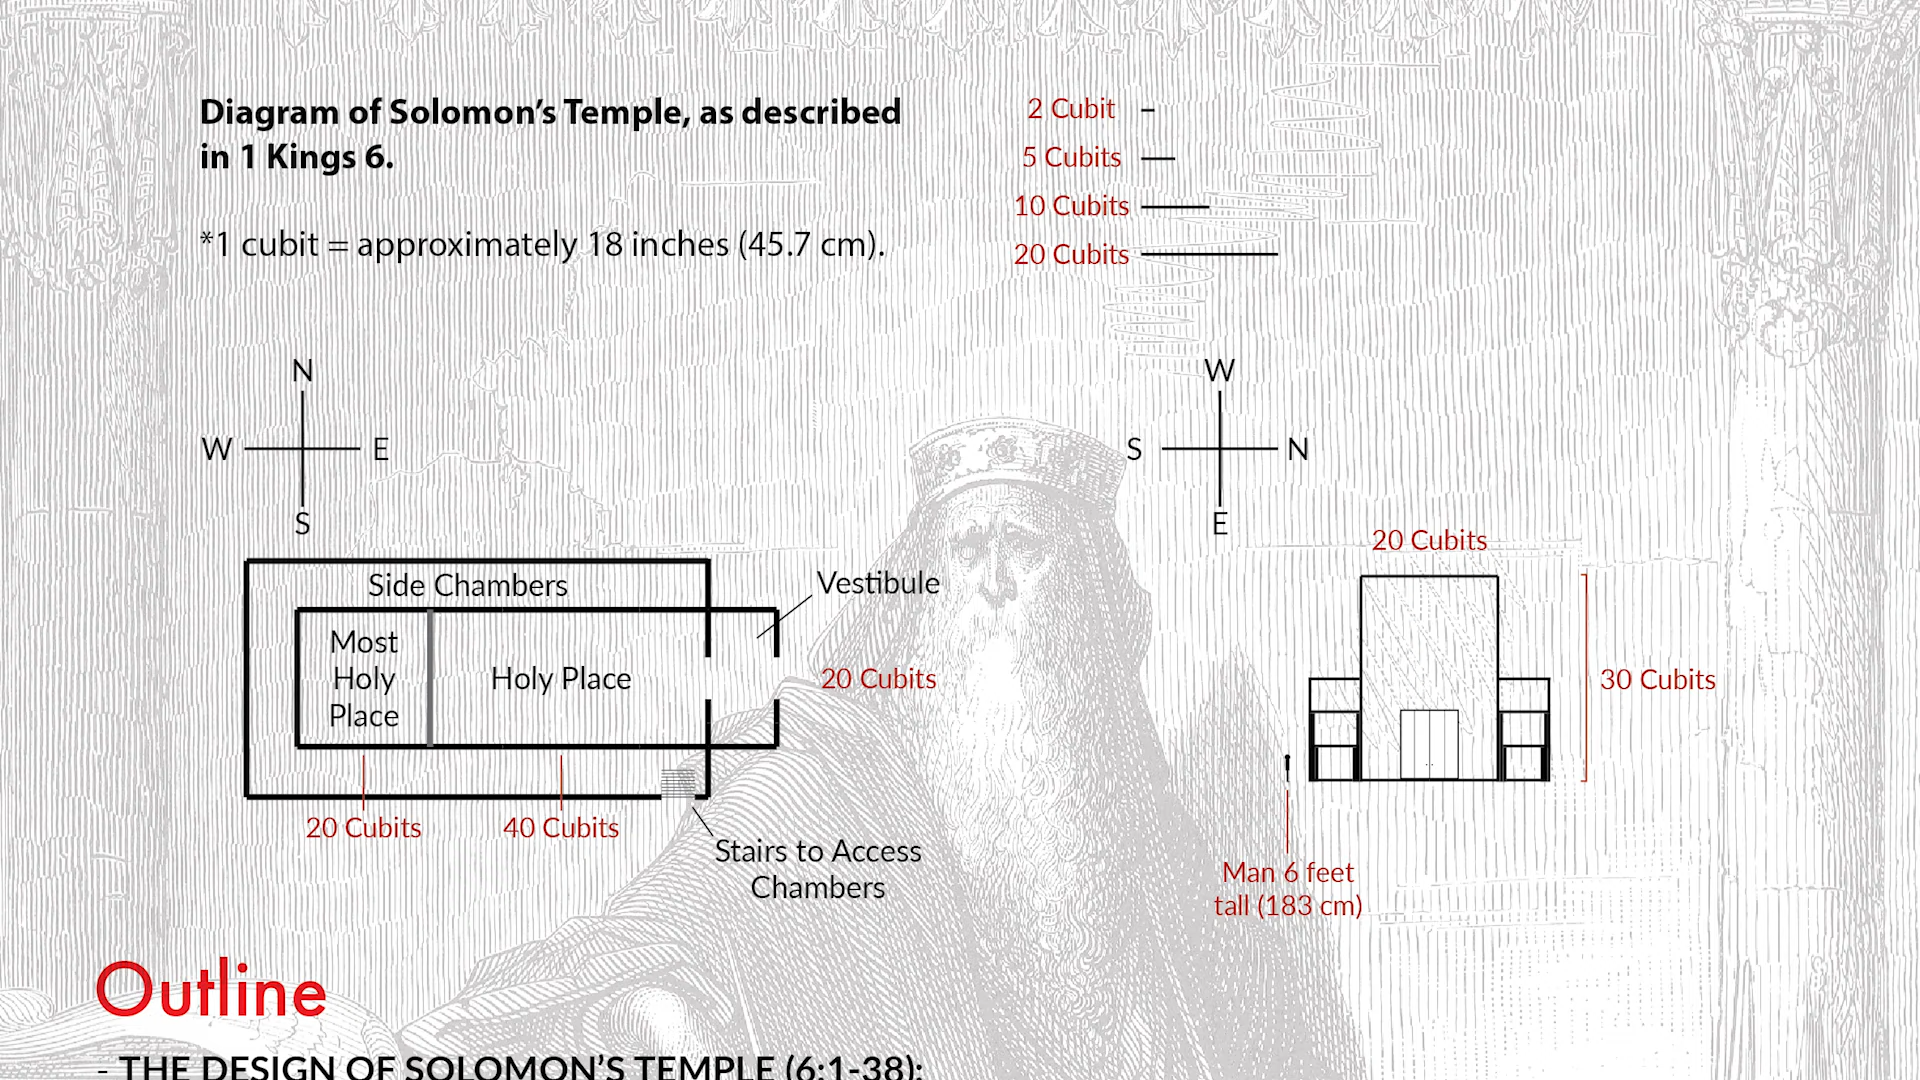 Diagram of Solomon's Temple, as described
in 1 Kings 6.
*1 cubit = approximately 18 inches (45.7 cm).
2 Cubit
5 Cubits
10 Cubits
20 Cubits
N
W E
S
W
S N
E
Side Chambers
Most
Holy
Place
Holy Place
Vestibule
20 Cubits
20 Cubits
40 Cubits
Stairs to Access
Chambers
20 Cubits
30 Cubits
Man 6 feet
tall (183 cm)
Outline
- THE DESIGN OF SOLOMON'S TEMPLE (6:1-38):